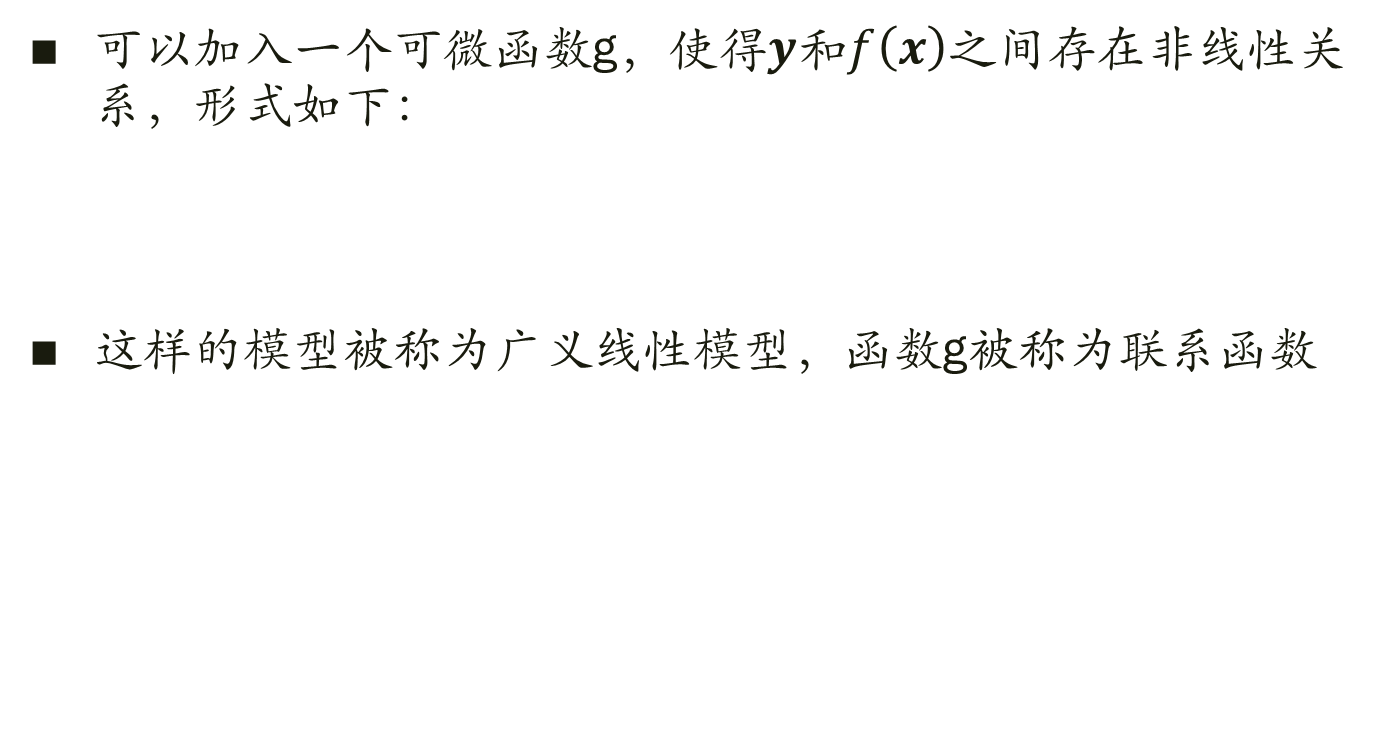 ■ 可以加入一个可微函数g，使得y和f(x)之间存在非线性关
系，形式如下：
■ 这样的模型被称为广义线性模型，函数g被称为联系函数